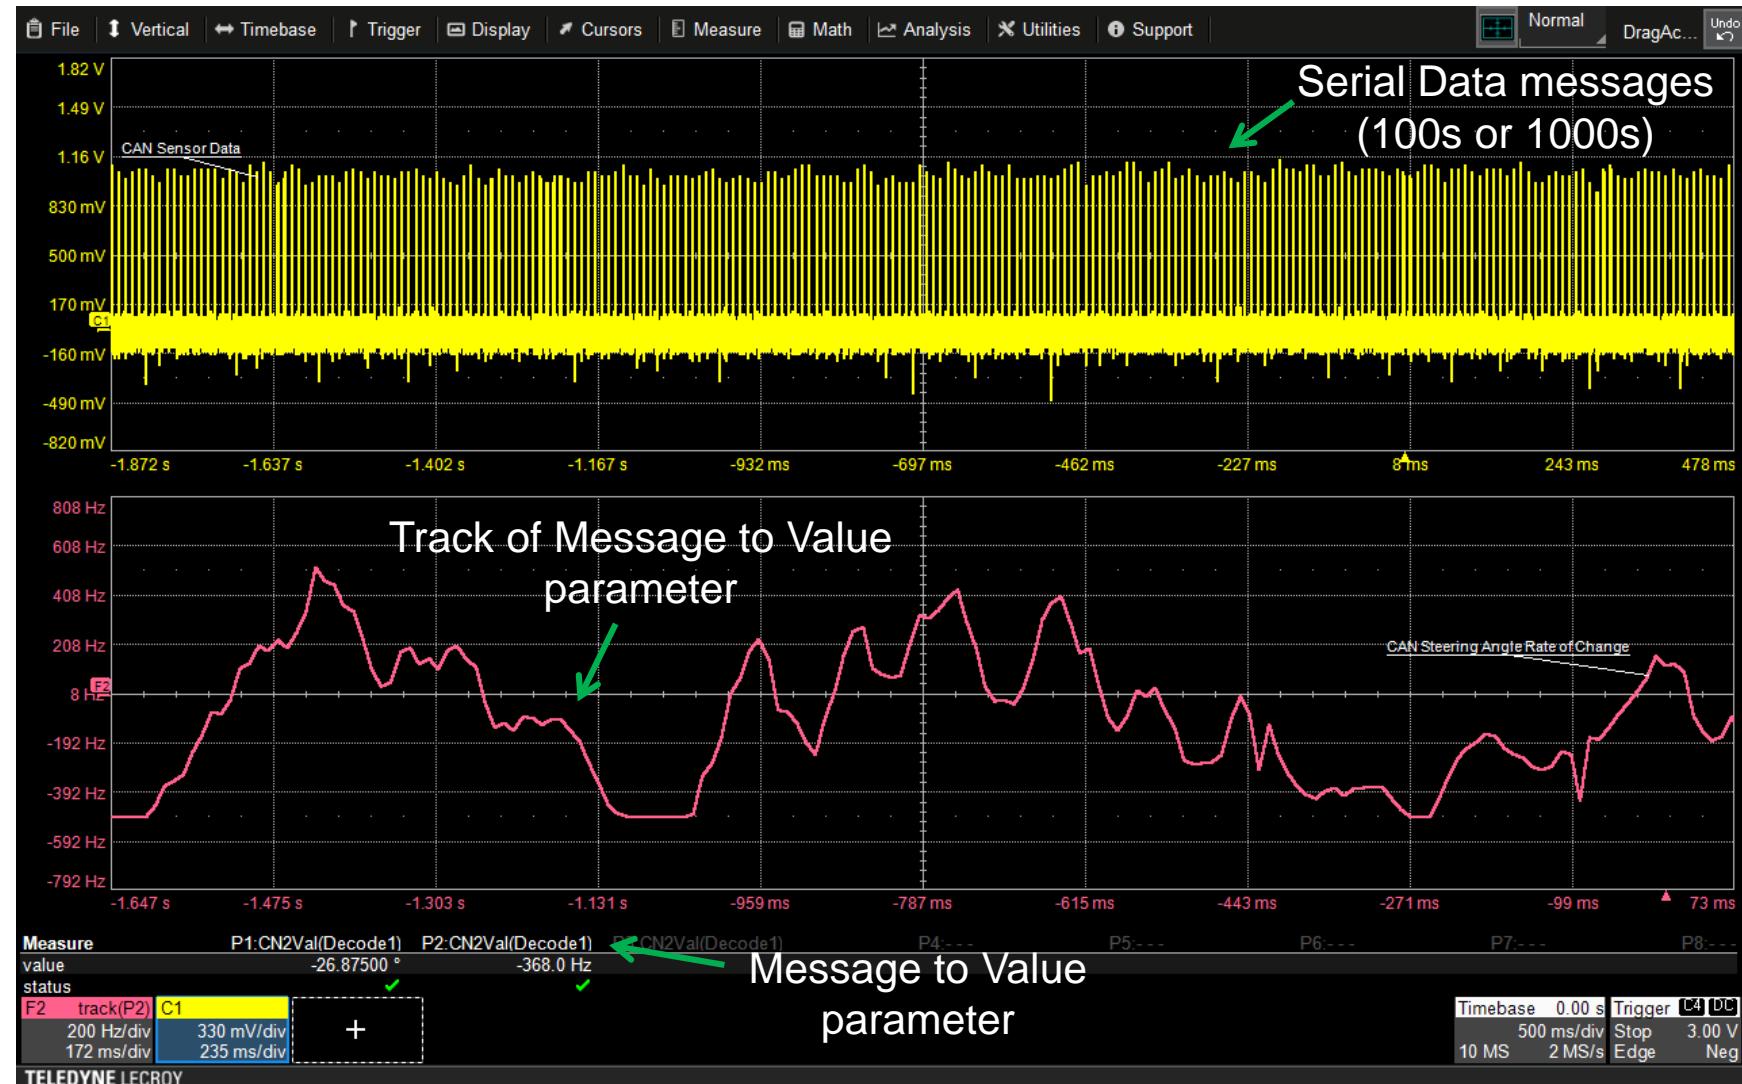 File Vertical Timebase Trigger Display Cursors Measure Math Analysis Utilities Support Normal DragAc... Undo
1.82 V
1.49 V
1.16 V
830 mV
500 mV
170 mV
C1
-160 mV
-490 mV
-820 mV
Serial Data messages
(100s or 1000s)
CAN Sensor Data
-1.872 s -1.637 s -1.402 s -1.167 s -932 ms -697 ms -462 ms -227 ms 8 ms 243 ms 478 ms
808 Hz
608 Hz
408 Hz
208 Hz
8 Hz
F2
-192 Hz
-392 Hz
-592 Hz
-792 Hz
Track of Message to Value
parameter
CAN Steering Angle Rate of Change
-1.647 s -1.475 s -1.303 s -1.131 s -959 ms -787 ms -615 ms -443 ms -271 ms -99 ms 73 ms
Measure P1:CN2Val(Decode1) P2:CN2Val(Decode1) P3:CN2Val(Decode1) P4:- - - P5:- - - P6:- - - P7:- - - P8:- - -
value -26.87500 ° -368.0 Hz
status
Message to Value
parameter
F2 track(P2) C1
200 Hz/div 330 mV/div
172 ms/div 235 ms/div
+
Timebase 0.00 s Trigger C4 DC
500 ms/div Stop 3.00 V
10 MS 2 MS/s Edge Neg
TELEDYNE LECROY